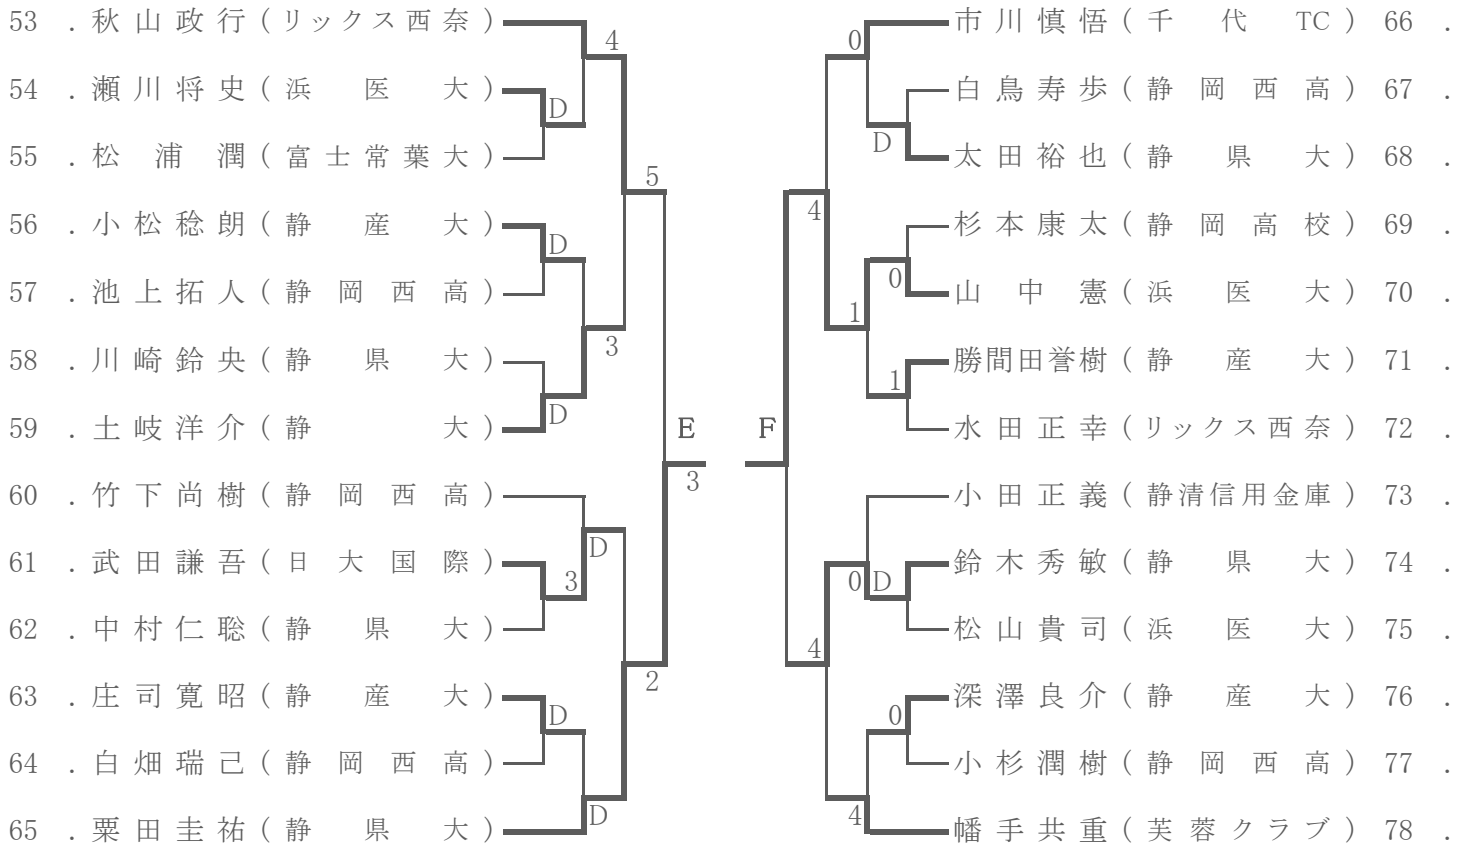 53 . 秋山政行(リックス西奈)
4
54 . 瀬川将史(浜医大)
D
55 . 松浦潤(富士常葉大)
5
56 . 小松稔朗(静産大)
D
57 . 池上拓人(静岡西高)
3
58 . 川崎鈴央(静県大)
D
59 . 土岐洋介(静大)
E
3
60 . 竹下尚樹(静岡西高)
D
61 . 武田謙吾(日大国際)
3
62 . 中村仁聡(静県大)
2
63 . 庄司寛昭(静産大)
D
64 . 白畑瑞己(静岡西高)
D
65 . 栗田圭祐(静県大)
市川慎悟(千代TC) 66 .
0
白鳥寿歩(静岡西高) 67 .
D
太田裕也(静県大) 68 .
4
杉本康太(静岡高校) 69 .
0
山中憲(浜医大) 70 .
1
勝間田誉樹(静産大) 71 .
1
水田正幸(リックス西奈) 72 .
F
小田正義(静清信用金庫) 73 .
鈴木秀敏(静県大) 74 .
0
D
松山貴司(浜医大) 75 .
4
深澤良介(静産大) 76 .
0
小杉潤樹(静岡西高) 77 .
4
幡手共重(芙蓉クラブ) 78 .